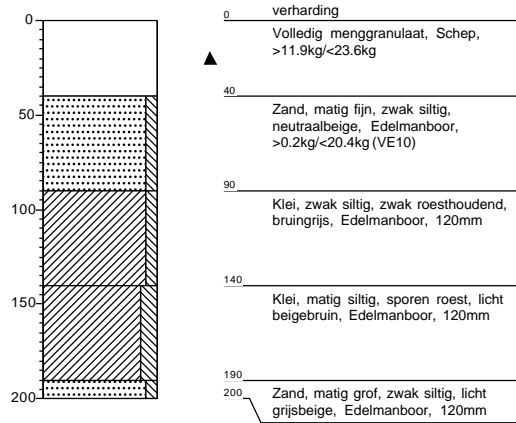 0
50
100
150
200
0
verharding
Volledig menggranulaat, Schep,
>11.9kg/<23.6kg
40
Zand, matig fijn, zwak siltig,
neutraalbeige, Edelmanboor,
>0.2kg/<20.4kg (VE10)
90
Klei, zwak siltig, zwak roesthoudend,
bruingrijs, Edelmanboor, 120mm
140
Klei, matig siltig, sporen roest, licht
beigebruin, Edelmanboor, 120mm
190
200
Zand, matig grof, zwak siltig, licht
grijsbeige, Edelmanboor, 120mm